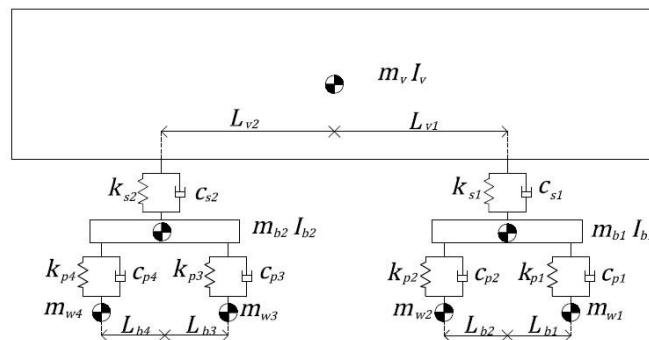 m_v I_v
L_v2 L_v1
k_s2 c_s2 k_s1 c_s1
m_b2 I_b2 m_b1 I_b
k_p4 c_p4 k_p3 c_p3 k_p2 c_p2 k_p1 c_p1
m_w4 m_w3 m_w2 m_w1
L_b4 L_b3 L_b2 L_b1